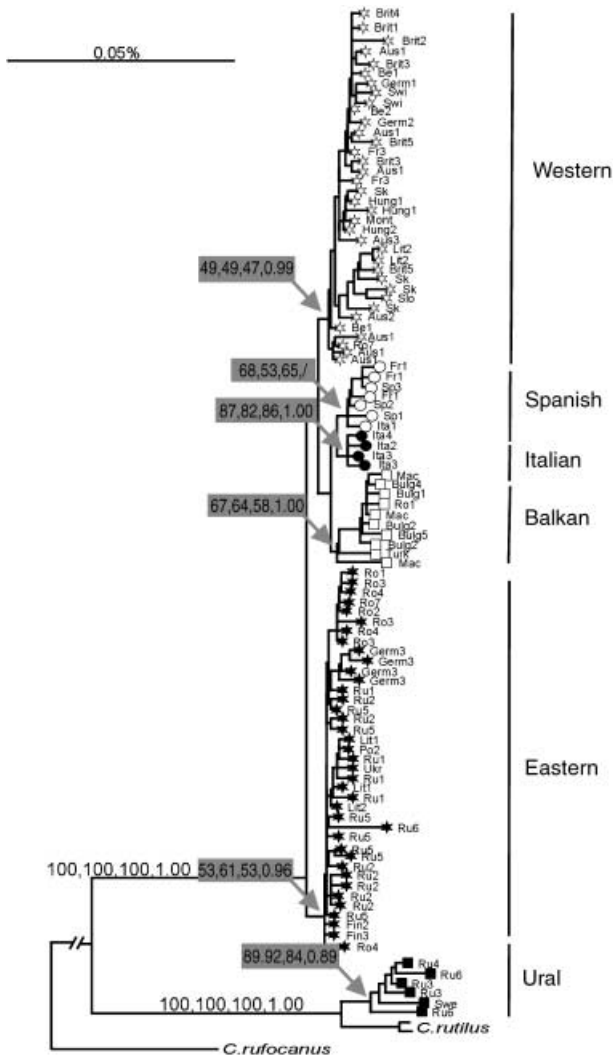 Brit4
Brit1
Brit2
0.05%
Aus1
Brit3
Be1
Germ1
Swi
Swi
Be2
Germ2
Aus1
Brit5
Fr3
Brit3
Aus1
Western
Fr3
Sk
Hung1
Hung1
Mont
Hung2
Aus3
Lit2
Lit2
49,49,47,0.99
Brit5
Sk
Sk
Slo
Sk
Aus2
Be1
Aus1
Ro7
Aus1
Aus1
68,53,65,/
Fr1
Fr1
Sp3
Fr1
Spanish
Sp2
87,82,86,1.00
Sp1
Ita1
Ita4
Ita2
Italian
Ita3
Ita3
Mac
Bulg4
Bulg1
67,64,58,1.00
Ro1
Mac
Balkan
Bulg2
Bulg5
Bulg2
Turk
Mac
Ro1
Ro3
Ro4
Ro7
Ro2
Ro3
Ro4
Ro3
Germ3
Germ3
Germ3
Germ3
Ru1
Ru2
Ru5
Ru2
Ru5
Lit1
Po2
Ru1
Eastern
Ukr
Ru1
Lit1
Ru1
Lit2
Ru5
Ru6
Ru5
Ru5
Ru5
100,100,100,1.00
53,61,53,0.96
Ru2
Ru2
Ru2
Ru2
Ru2
Ru5
Fin2
Fin3
Ro4
89.92,84,0.89
Ru4
Ru6
Ru3
Ural
Ru3
100,100,100,1.00
Swe
Ru6
C.rutilus
C.rufocanus